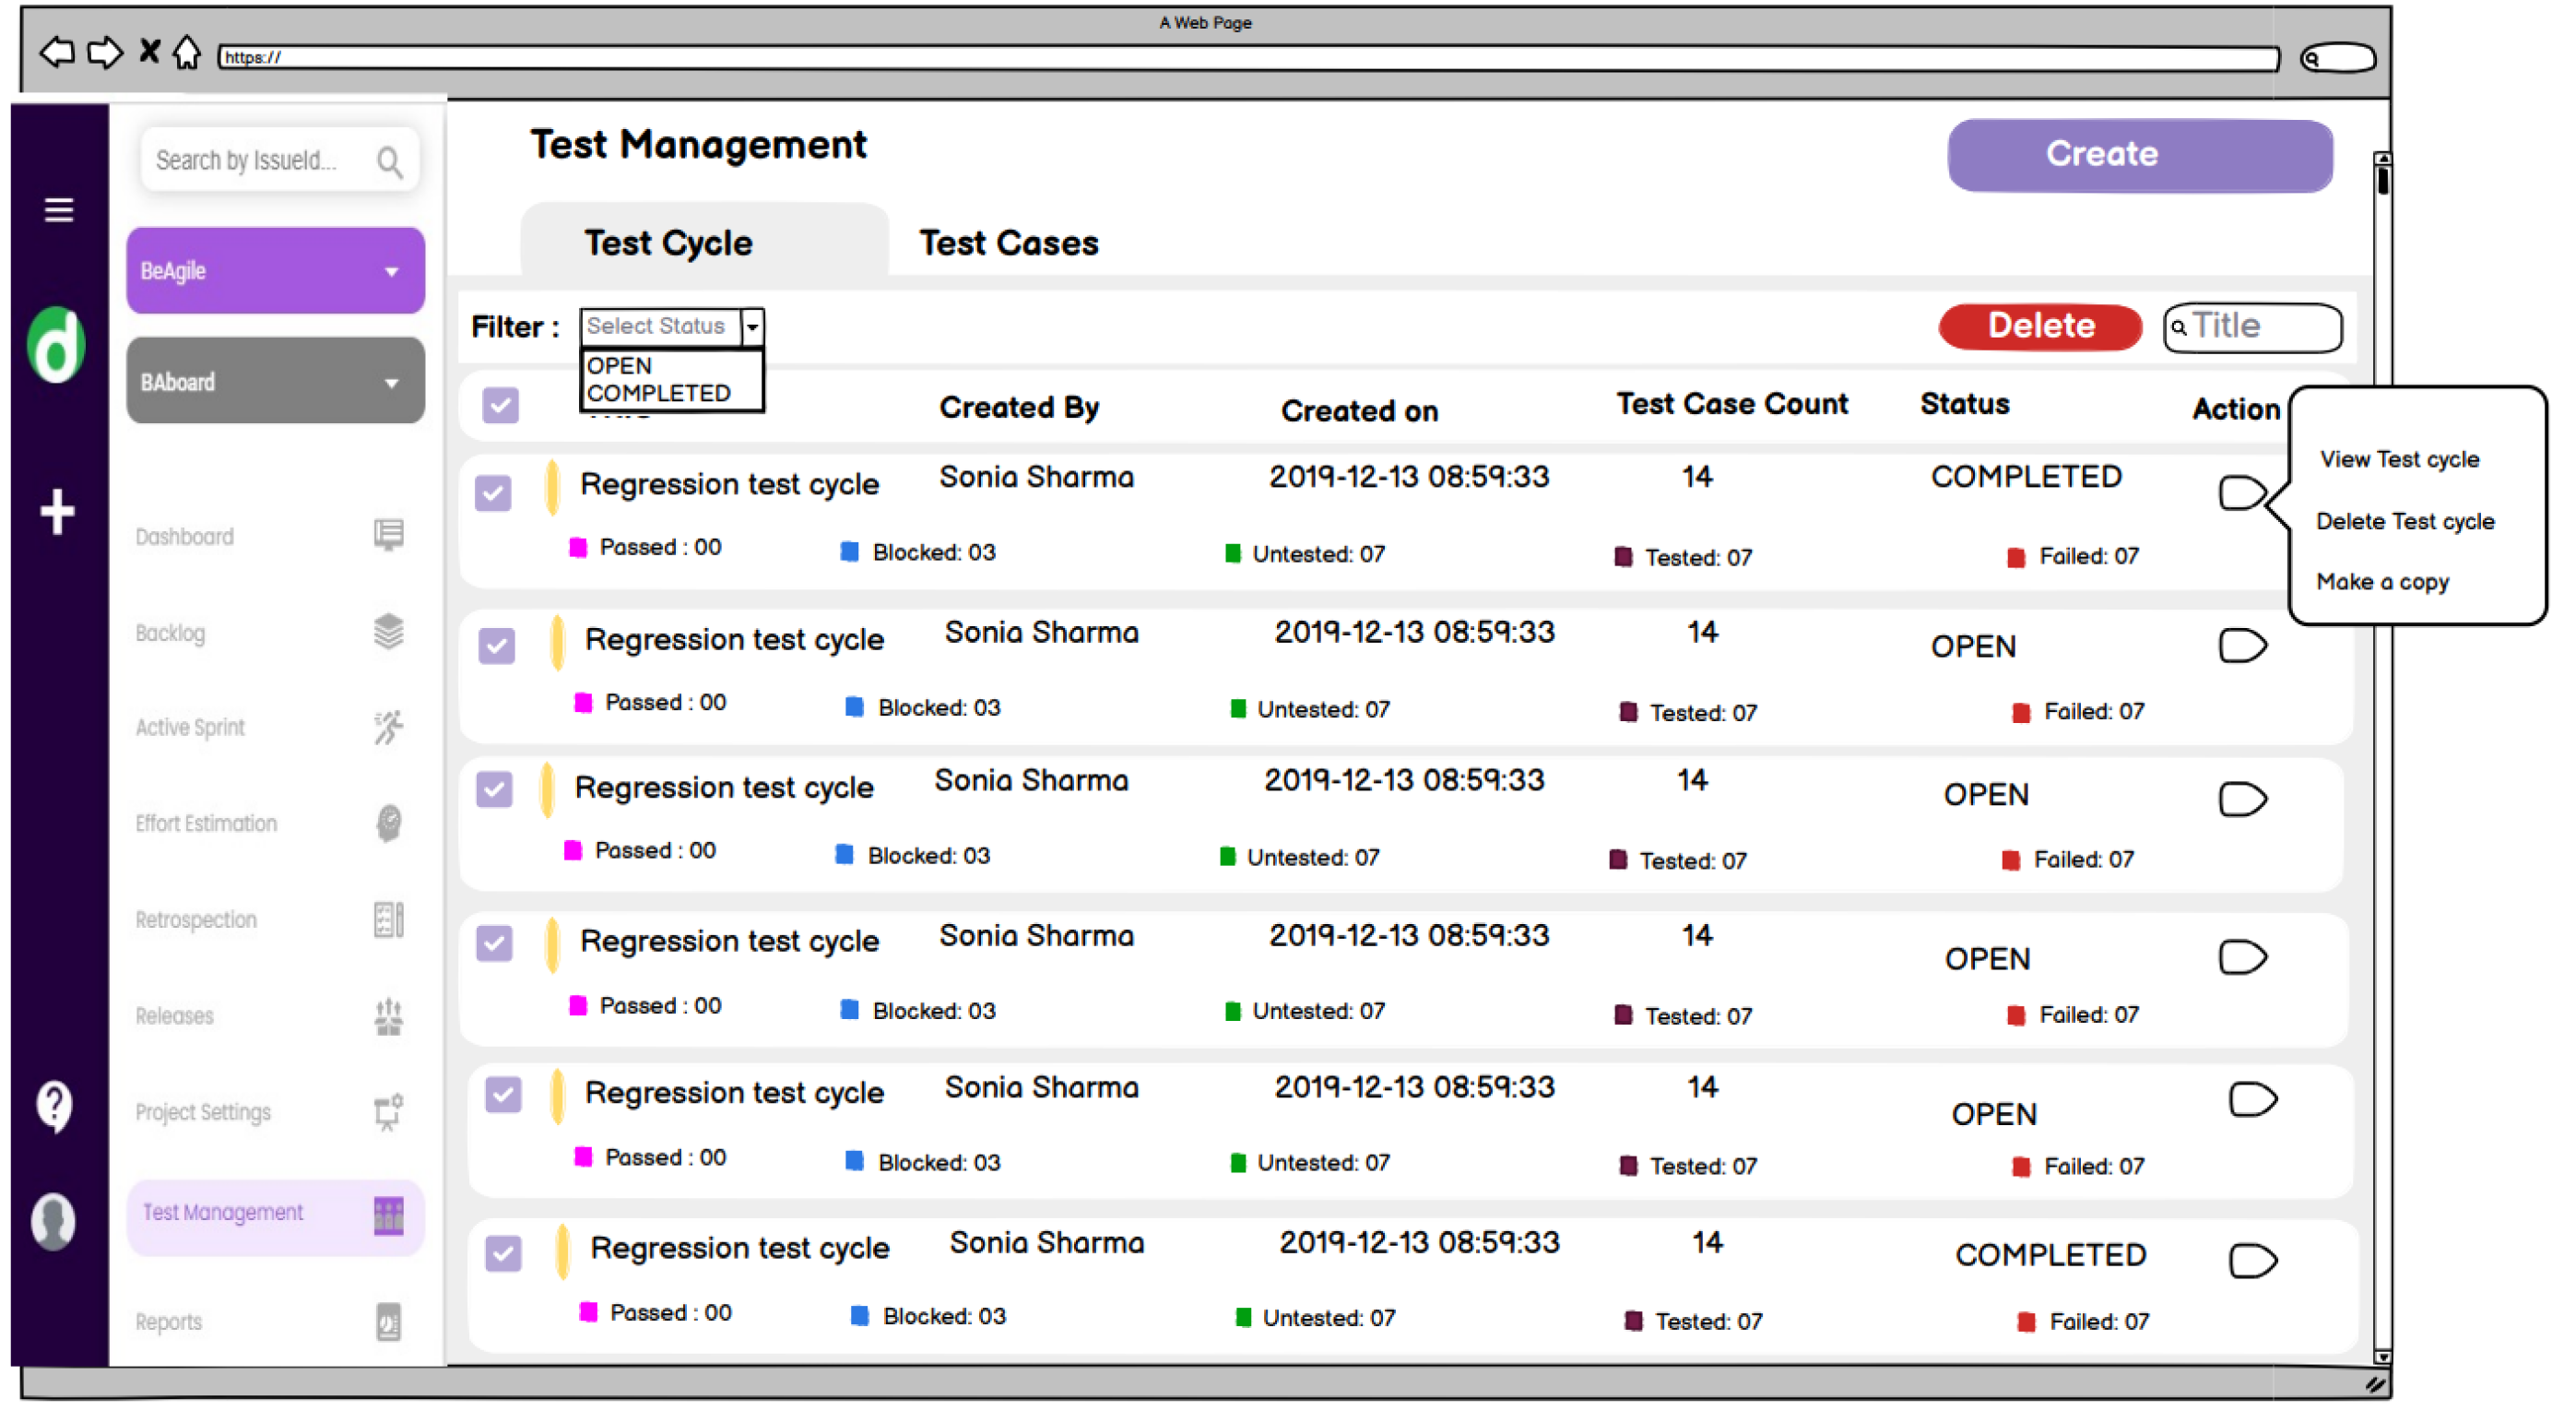 A Web Page
https://
Search by IssueId...
BeAgile
BAboard
Dashboard
Backlog
Active Sprint
Effort Estimation
Retrospection
Releases
Project Settings
Test Management
Reports
Test Management
Create
Test Cycle Test Cases
Filter : Select Status Delete Title
OPEN
COMPLETED
Created By Created on Test Case Count Status Action
Regression test cycle Sonia Sharma 2019-12-13 08:59:33 14 COMPLETED
Passed : 00 Blocked: 03 Untested: 07 Tested: 07 Failed: 07
View Test cycle
Delete Test cycle
Make a copy
Regression test cycle Sonia Sharma 2019-12-13 08:59:33 14 OPEN
Passed : 00 Blocked: 03 Untested: 07 Tested: 07 Failed: 07
Regression test cycle Sonia Sharma 2019-12-13 08:59:33 14 OPEN
Passed : 00 Blocked: 03 Untested: 07 Tested: 07 Failed: 07
Regression test cycle Sonia Sharma 2019-12-13 08:59:33 14 OPEN
Passed : 00 Blocked: 03 Untested: 07 Tested: 07 Failed: 07
Regression test cycle Sonia Sharma 2019-12-13 08:59:33 14 OPEN
Passed : 00 Blocked: 03 Untested: 07 Tested: 07 Failed: 07
Regression test cycle Sonia Sharma 2019-12-13 08:59:33 14 COMPLETED
Passed : 00 Blocked: 03 Untested: 07 Tested: 07 Failed: 07